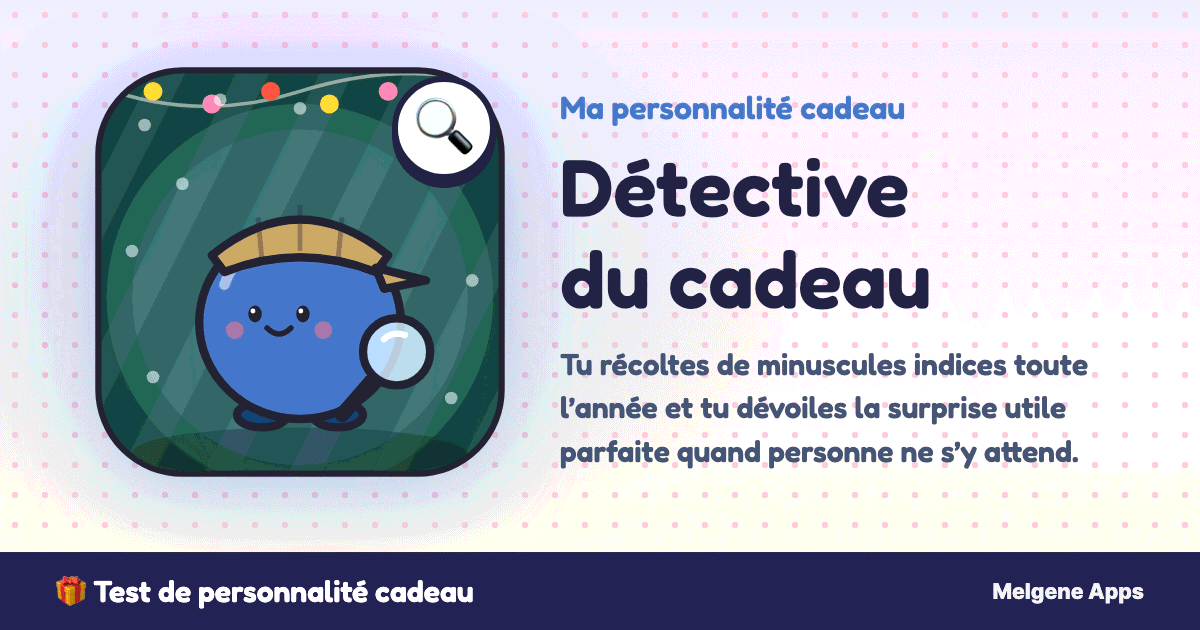 Ma personnalité cadeau
Détective
du cadeau
Tu récoltes de minuscules indices toute
l’année et tu dévoiles la surprise utile
parfaite quand personne ne s’y attend.
Test de personnalité cadeau
Melgene Apps